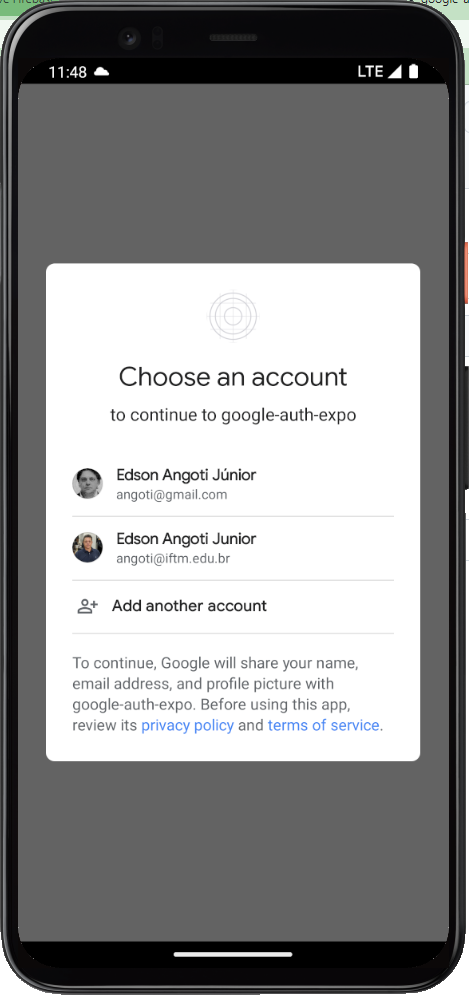 11:48
LTE
Choose an account
to continue to google-auth-expo
Edson Angoti Júnior
angoti@gmail.com
Edson Angoti Junior
angoti@iftm.edu.br
Add another account
To continue, Google will share your name,
email address, and profile picture with
google-auth-expo. Before using this app,
review its privacy policy and terms of service.